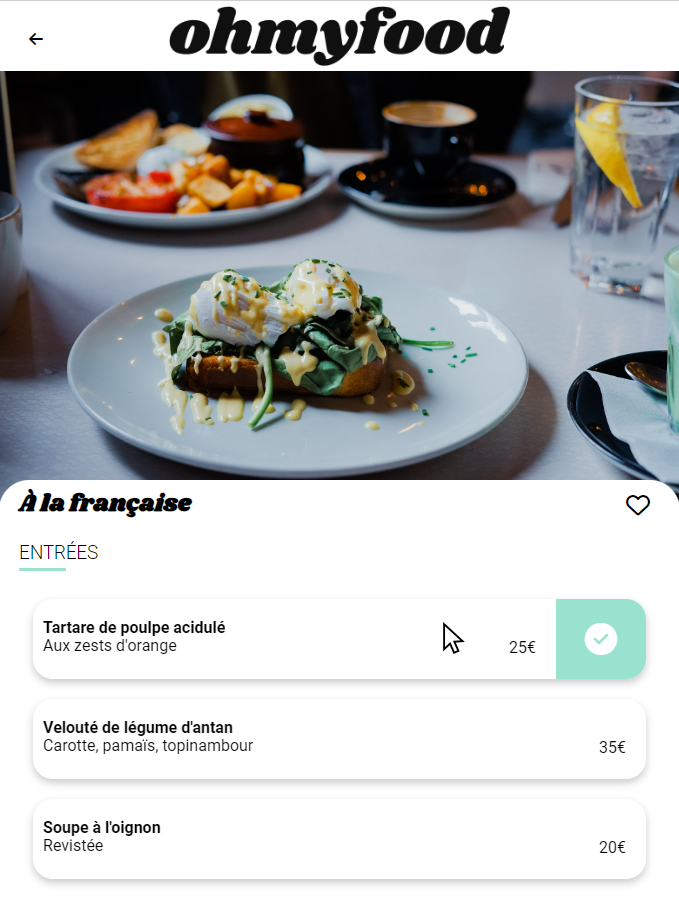 ohmyfood
À la française
ENTRÉES
Tartare de poulpe acidulé
Aux zests d'orange
25€
Velouté de légume d'antan
Carotte, pamaïs, topinambour
35€
Soupe à l'oignon
Revistée
20€